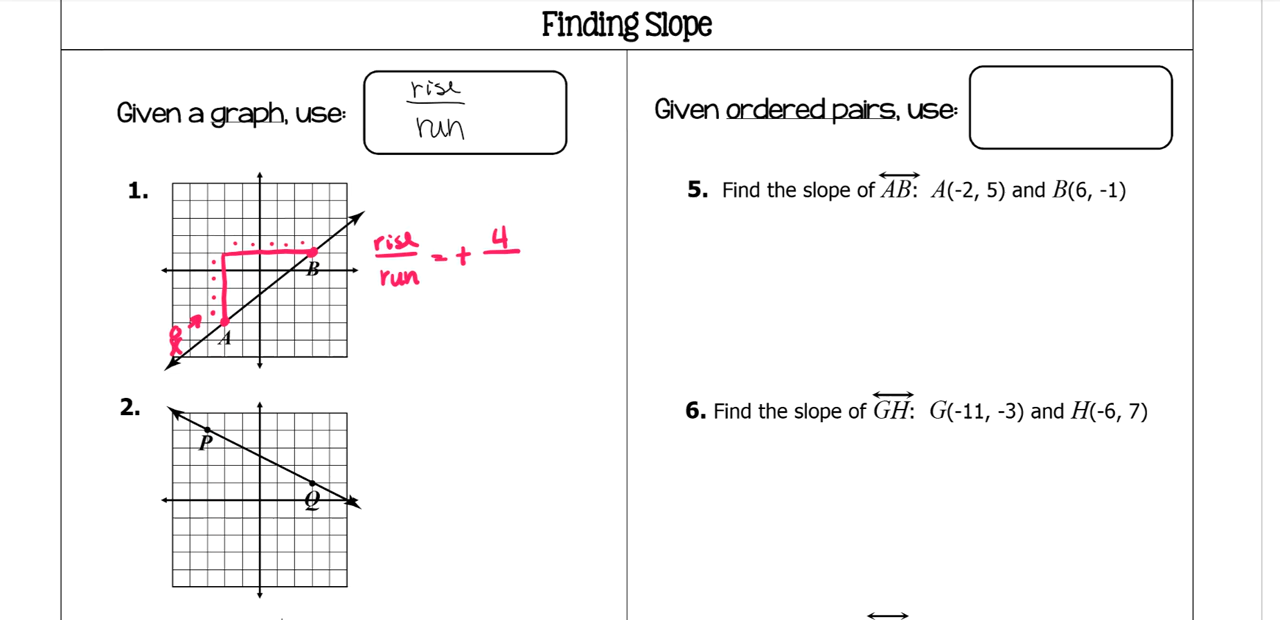 Finding Slope
Given a graph, use:
rise
run
Given ordered pairs, use:
1.
B
A
rise
run
= + 4
5. Find the slope of AB: A(-2, 5) and B(6, -1)
2.
P
Q
6. Find the slope of GH: G(-11, -3) and H(-6, 7)